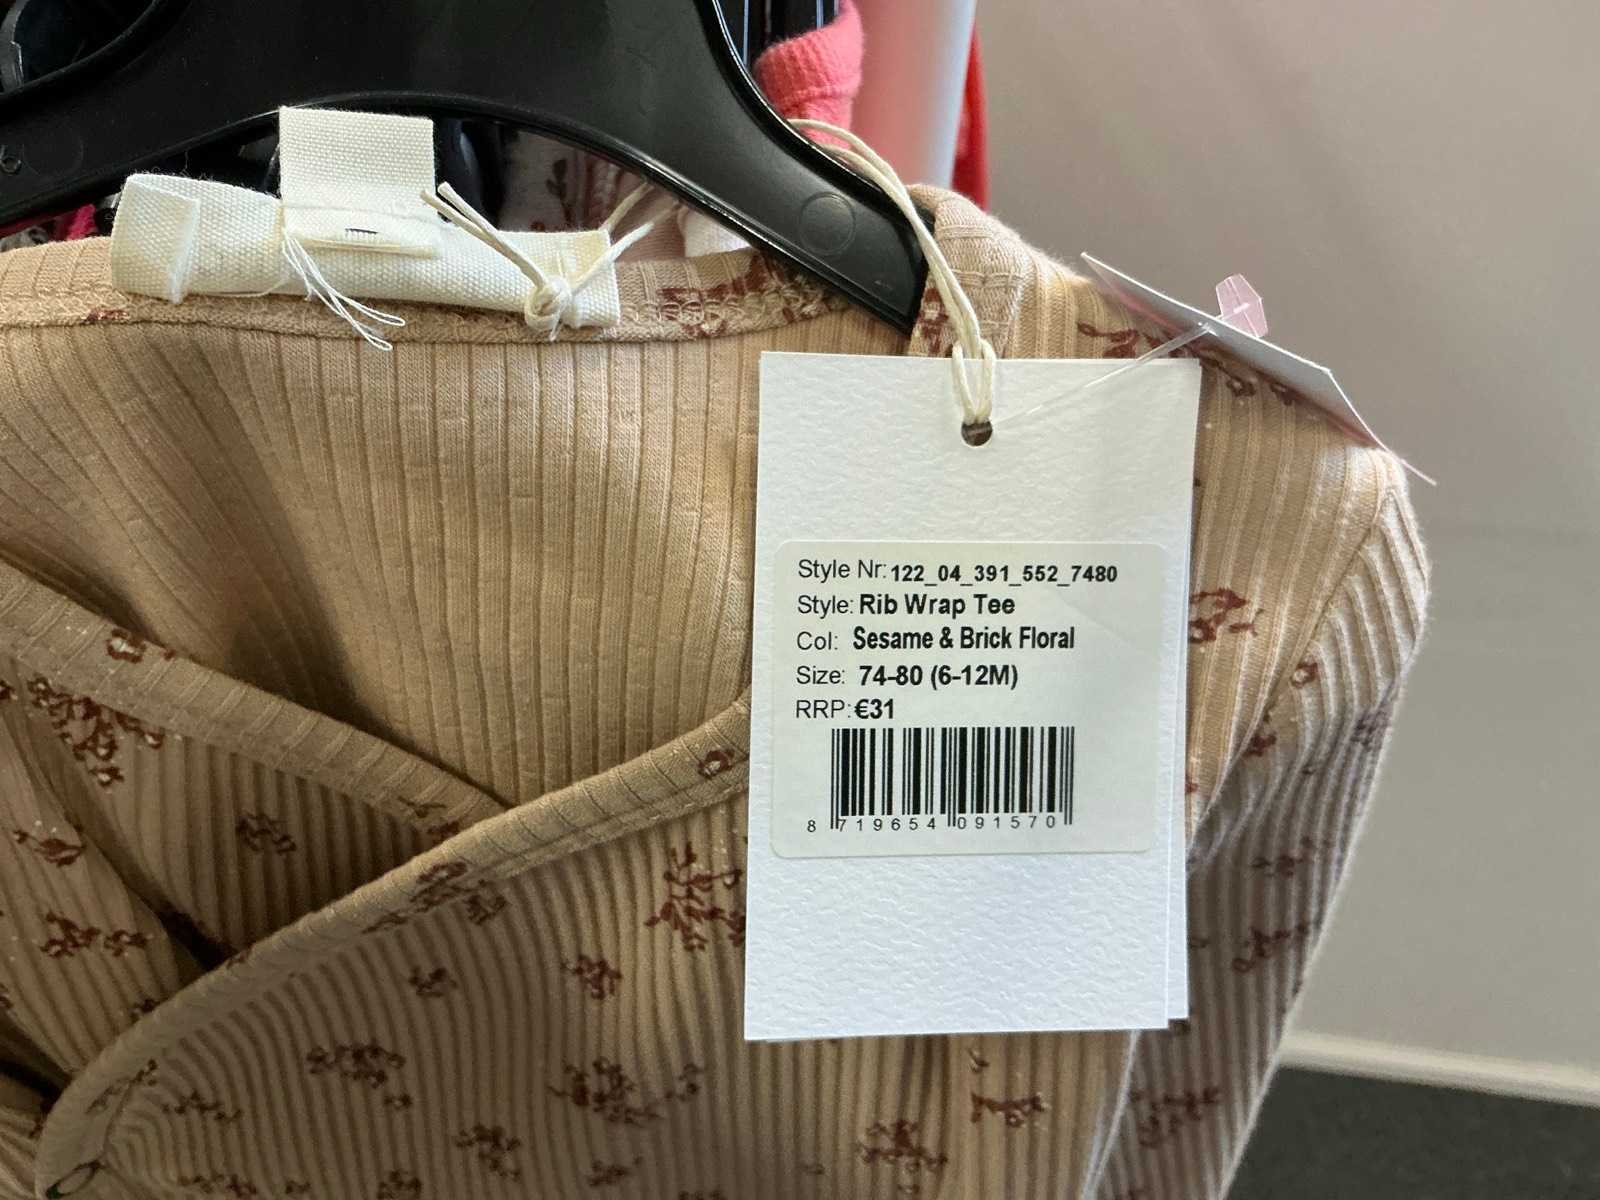 Style Nr: 122_04_391_552_7480
Style: Rib Wrap Tee
Col: Sesame & Brick Floral
Size: 74-80 (6-12M)
RRP: €31
8 719654 091570